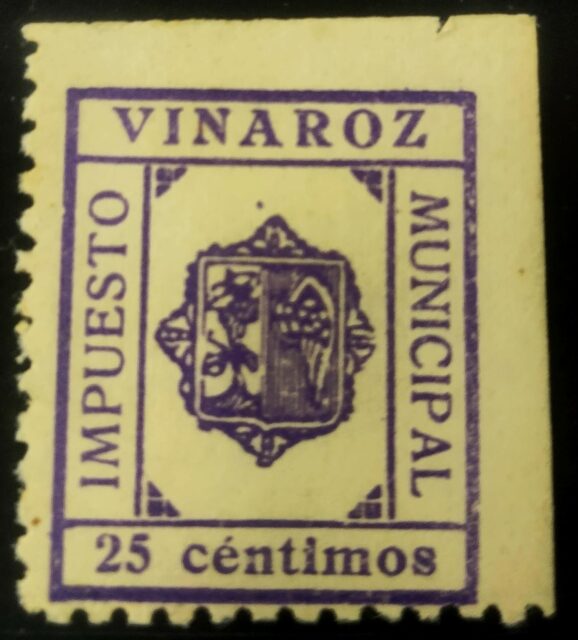 VINAROZ
IMPUESTO
MUNICIPAL
25 céntimos